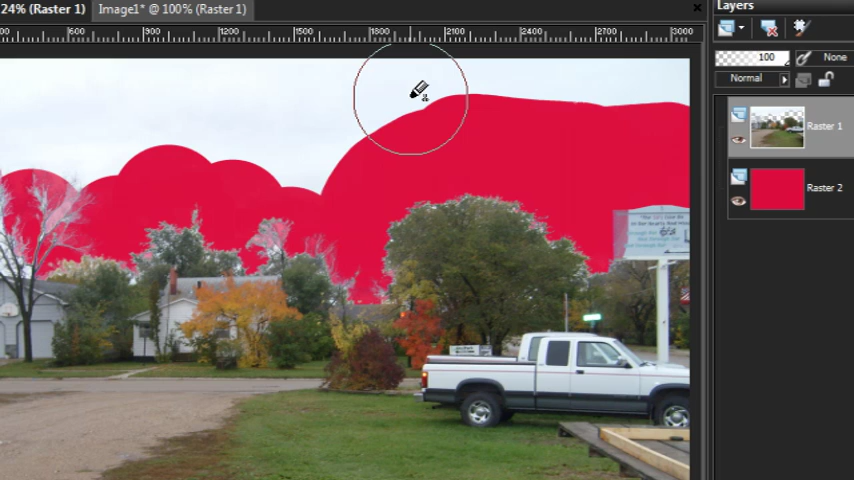 24% (Raster 1)
Image1* @ 100% (Raster 1)
Layers
600
900
1200
1500
1800
2100
2400
2700
3000
100
None
Normal
Raster 1
Raster 2